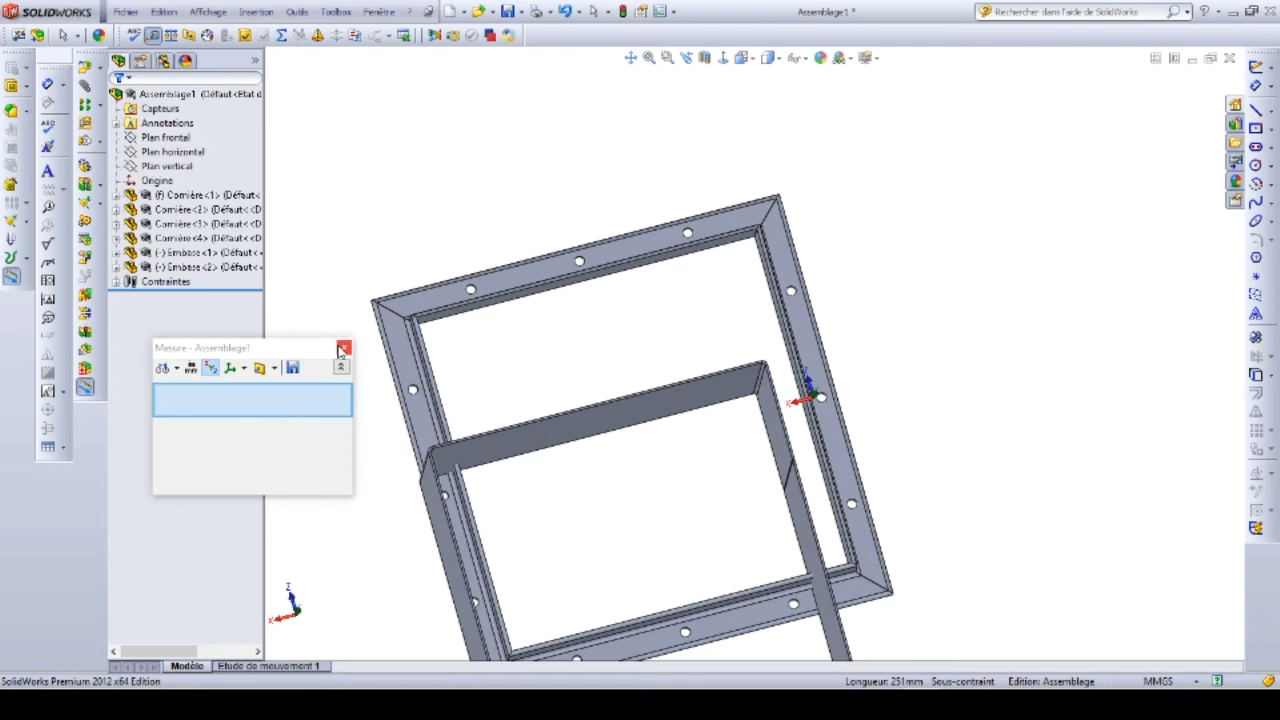 SOLIDWORKS Fichier Edition Affichage Insertion Outils Toolbox Fenêtre ? Assemblage1 * Rechercher dans l'aide de SolidWorks
Assemblage1 (Défaut<Etat d
Capteurs
Annotations
Plan frontal
Plan horizontal
Plan vertical
Origine
(f) Cornière<1> (Défaut<
Cornière<2> (Défaut<<D
Cornière<3> (Défaut<<D
Cornière<4> (Défaut<<D
(-) Embase<1> (Défaut<
(-) Embase<2> (Défaut<
Contraintes
Mesure - Assemblage1
Modèle Etude de mouvement 1
SolidWorks Premium 2012 x64 Edition Longueur: 251mm Sous-contraint Edition: Assemblage MMGS